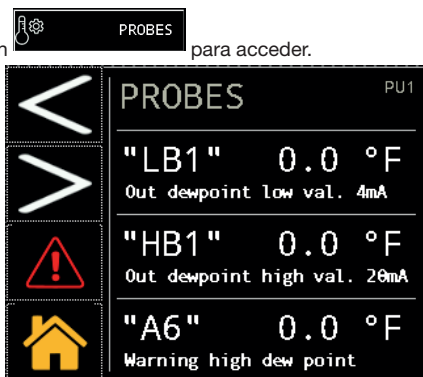 PROBES
para acceder.
PROBES PU1
"LB1" 0.0 °F
Out dewpoint low val. 4mA
"HB1" 0.0 °F
Out dewpoint high val. 20mA
"A6" 0.0 °F
Warning high dew point